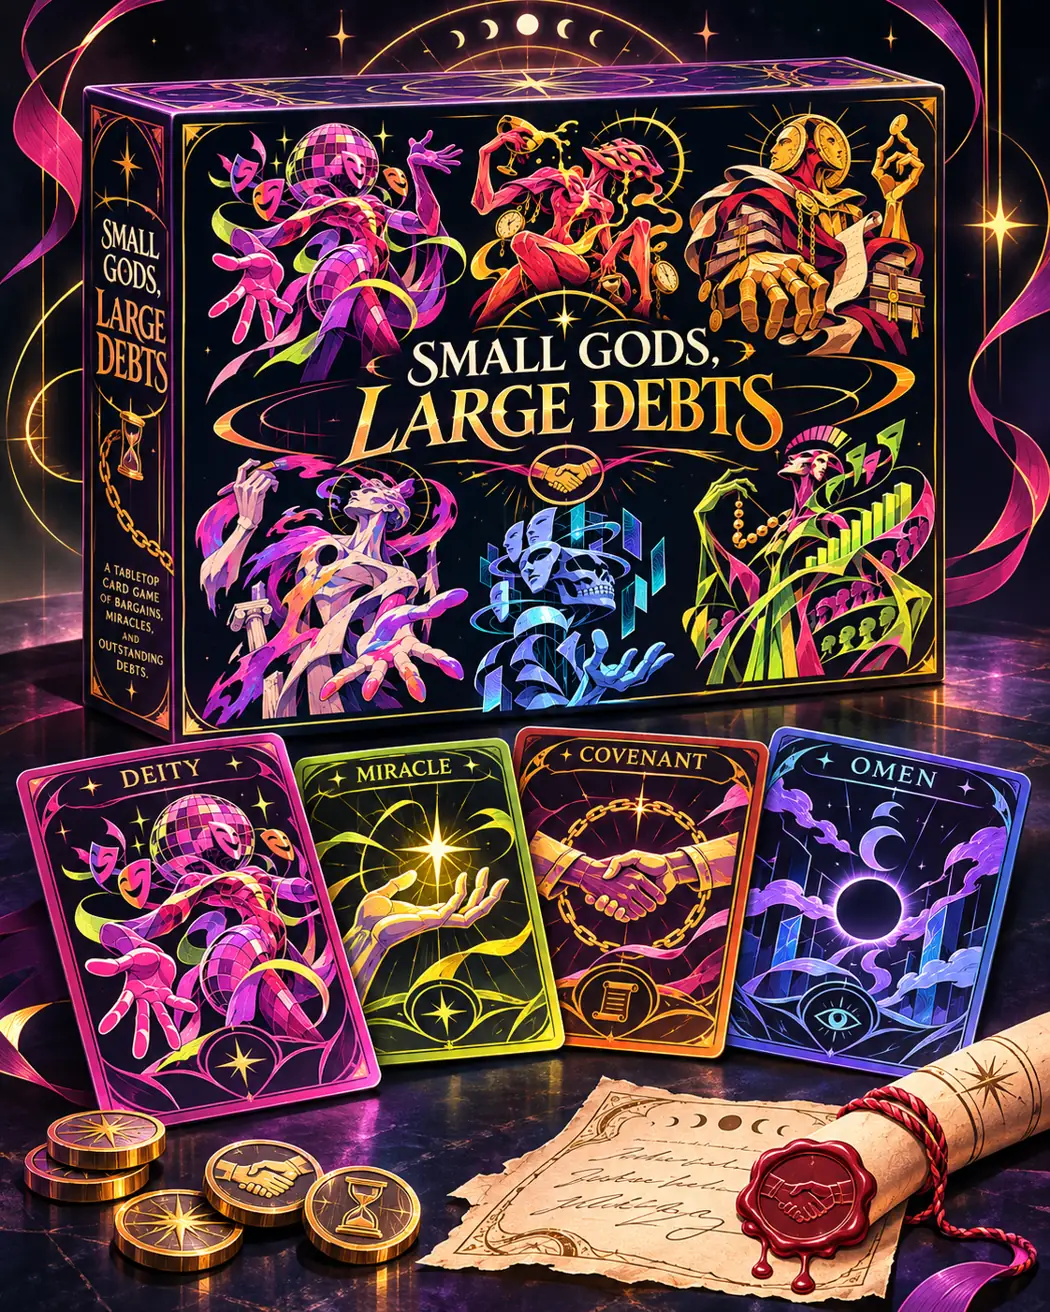 SMALL GODS,
LARGE DEBTS
SMALL
GODS,
LARGE
DEBTS
A TABLETOP
CARD GAME
OF BARGAINS,
MIRACLES,
AND
OUTSTANDING
DEBTS.
DEITY
MIRACLE
COVENANT
OMEN